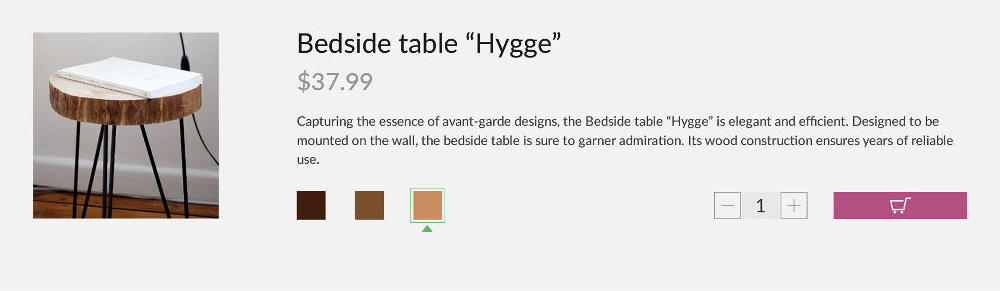 Bedside table “Hygge”
$37.99
Capturing the essence of avant-garde designs, the Bedside table “Hygge” is elegant and efficient. Designed to be
mounted on the wall, the bedside table is sure to garner admiration. Its wood construction ensures years of reliable
use.
1